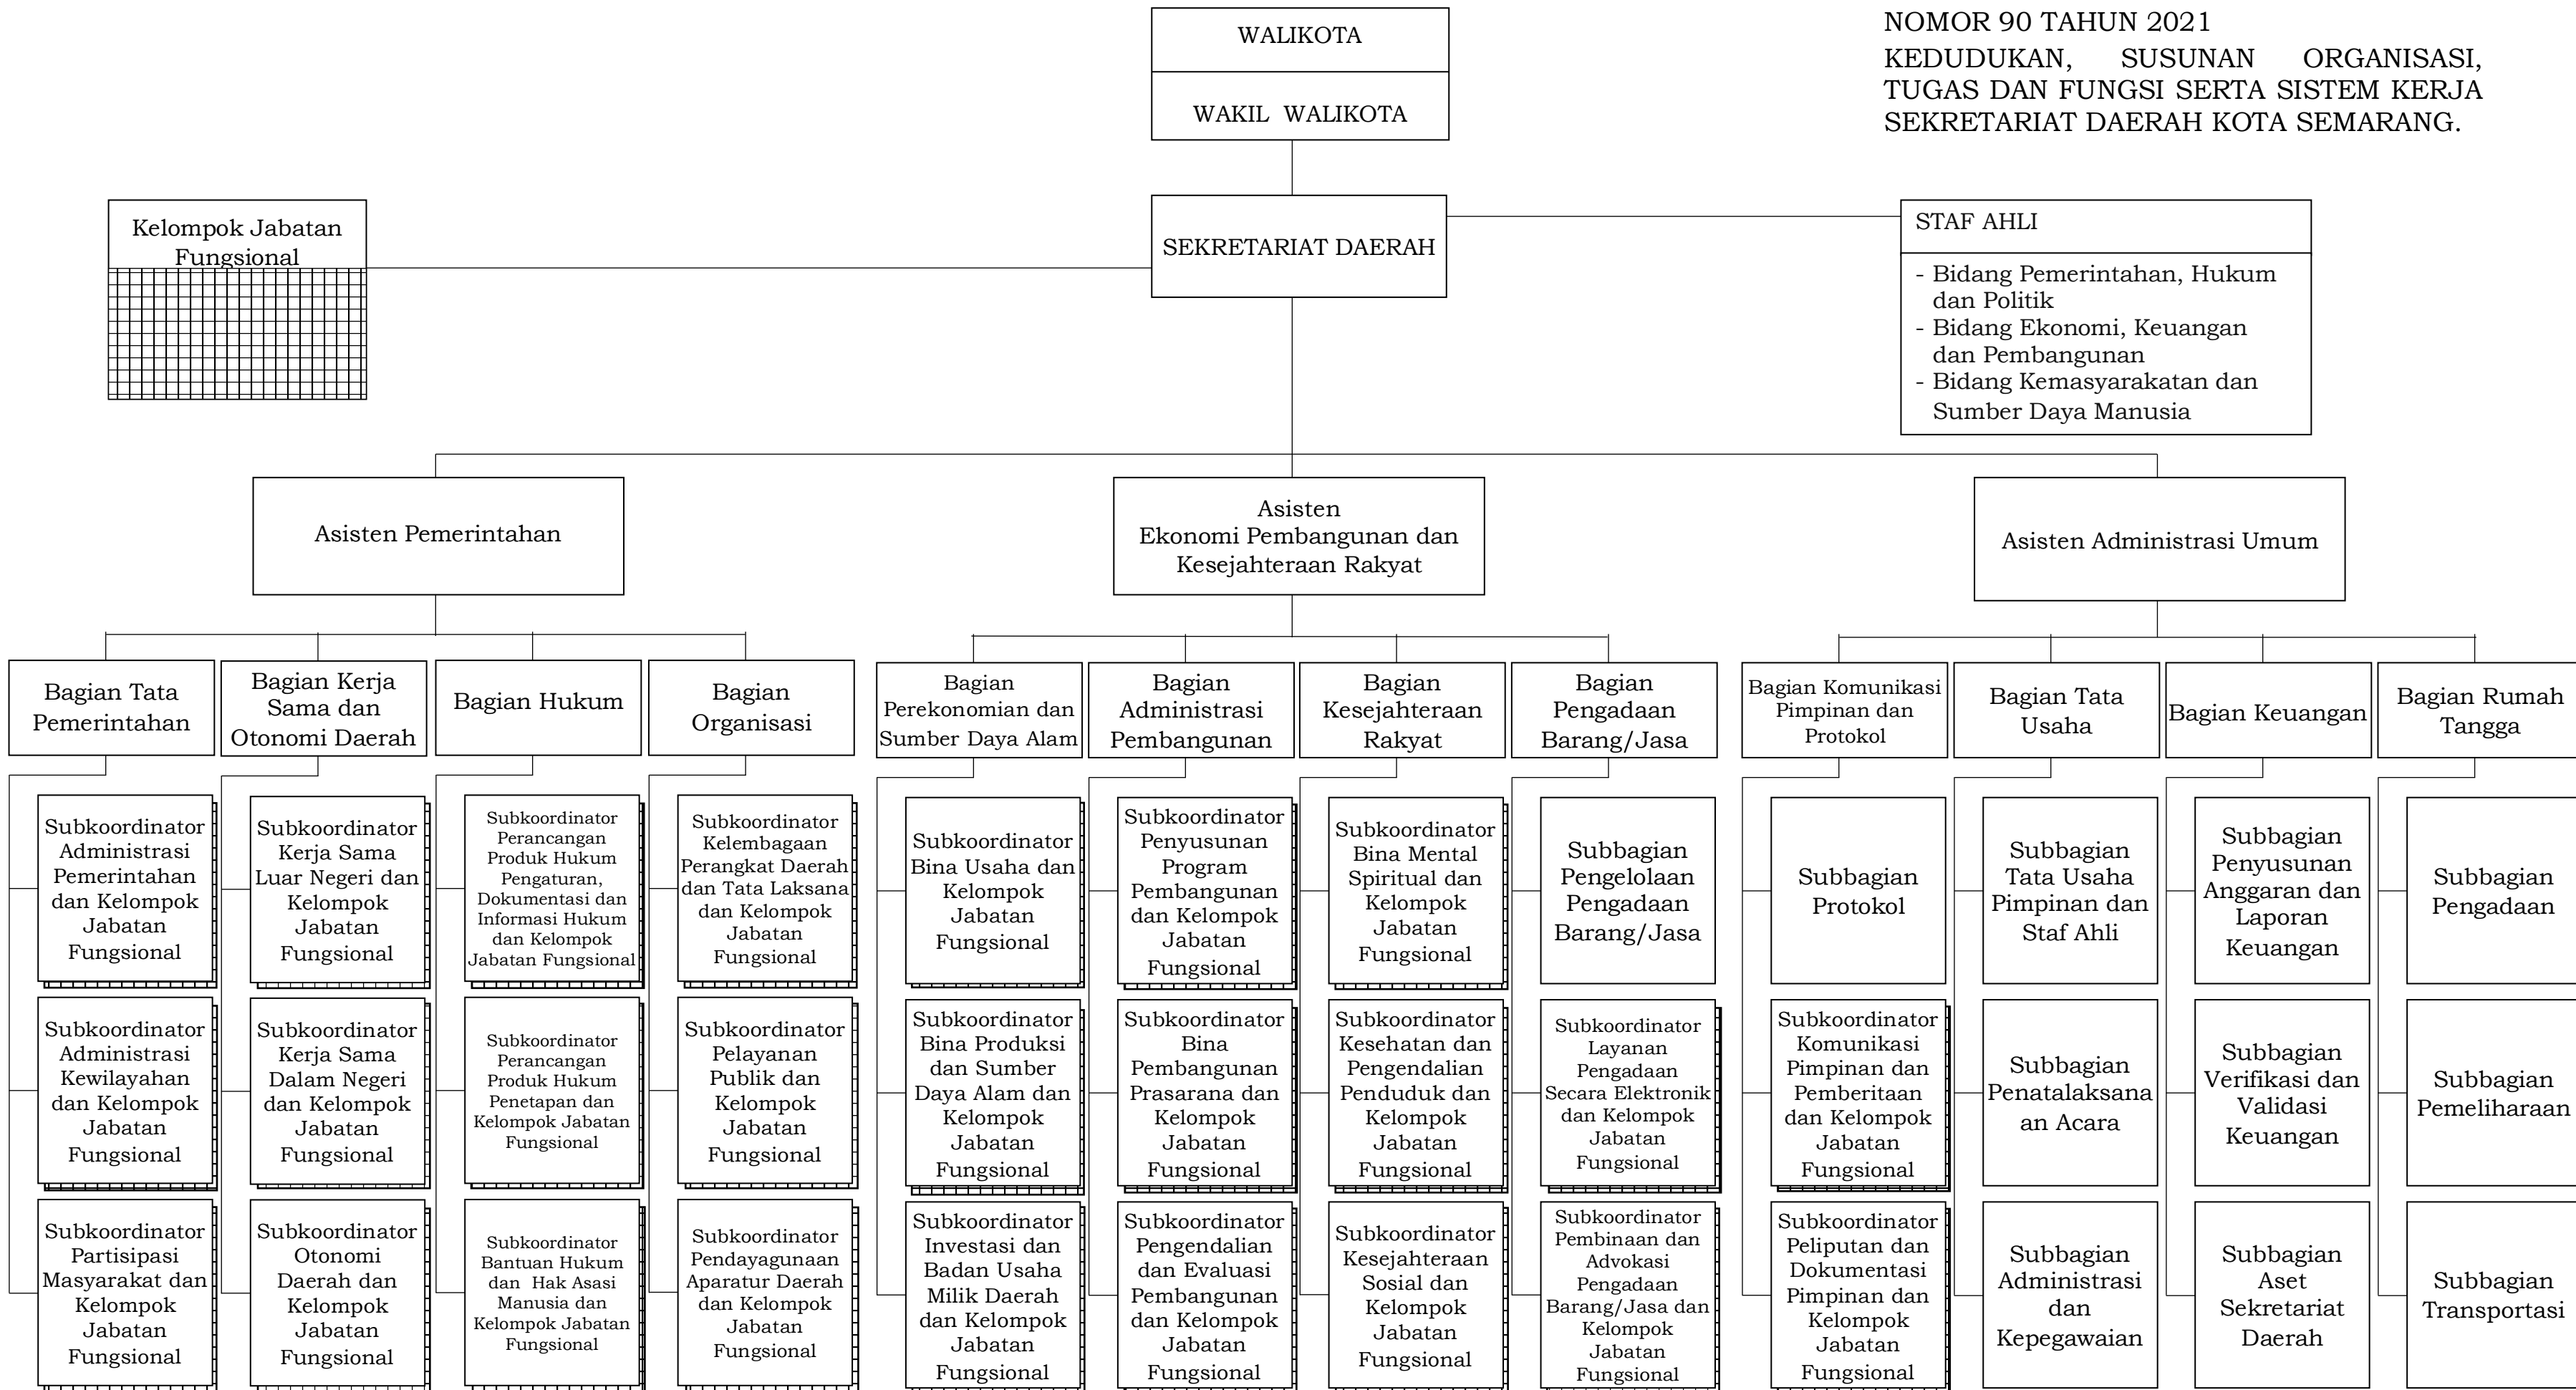 NOMOR 90 TAHUN 2021
KEDUDUKAN, SUSUNAN ORGANISASI,
TUGAS DAN FUNGSI SERTA SISTEM KERJA
SEKRETARIAT DAERAH KOTA SEMARANG.
WALIKOTA
WAKIL WALIKOTA
Kelompok Jabatan
Fungsional
SEKRETARIAT DAERAH
STAF AHLI
- Bidang Pemerintahan, Hukum
dan Politik
- Bidang Ekonomi, Keuangan
dan Pembangunan
- Bidang Kemasyarakatan dan
Sumber Daya Manusia
Asisten Pemerintahan
Asisten
Ekonomi Pembangunan dan
Kesejahteraan Rakyat
Asisten Administrasi Umum
Bagian Tata
Pemerintahan
Bagian Kerja
Sama dan
Otonomi Daerah
Bagian Hukum
Bagian
Organisasi
Bagian
Perekonomian dan
Sumber Daya Alam
Bagian
Administrasi
Pembangunan
Bagian
Kesejahteraan
Rakyat
Bagian
Pengadaan
Barang/Jasa
Bagian Komunikasi
Pimpinan dan
Protokol
Bagian Tata
Usaha
Bagian Keuangan
Bagian Rumah
Tangga
Subkoordinator
Administrasi
Pemerintahan
dan Kelompok
Jabatan
Fungsional
Subkoordinator
Kerja Sama
Luar Negeri dan
Kelompok
Jabatan
Fungsional
Subkoordinator
Perancangan
Produk Hukum
Pengaturan,
Dokumentasi dan
Informasi Hukum
dan Kelompok
Jabatan Fungsional
Subkoordinator
Kelembagaan
Perangkat Daerah
dan Tata Laksana
dan Kelompok
Jabatan
Fungsional
Subkoordinator
Bina Usaha dan
Kelompok
Jabatan
Fungsional
Subkoordinator
Penyusunan
Program
Pembangunan
dan Kelompok
Jabatan
Fungsional
Subkoordinator
Bina Mental
Spiritual dan
Kelompok
Jabatan
Fungsional
Subbagian
Pengelolaan
Pengadaan
Barang/Jasa
Subbagian
Protokol
Subbagian
Tata Usaha
Pimpinan dan
Staf Ahli
Subbagian
Penyusunan
Anggaran dan
Laporan
Keuangan
Subbagian
Pengadaan
Subkoordinator
Administrasi
Kewilayahan
dan Kelompok
Jabatan
Fungsional
Subkoordinator
Kerja Sama
Dalam Negeri
dan Kelompok
Jabatan
Fungsional
Subkoordinator
Perancangan
Produk Hukum
Penetapan dan
Kelompok Jabatan
Fungsional
Subkoordinator
Pelayanan
Publik dan
Kelompok
Jabatan
Fungsional
Subkoordinator
Bina Produksi
dan Sumber
Daya Alam dan
Kelompok
Jabatan
Fungsional
Subkoordinator
Bina
Pembangunan
Prasarana dan
Kelompok
Jabatan
Fungsional
Subkoordinator
Kesehatan dan
Pengendalian
Penduduk dan
Kelompok
Jabatan
Fungsional
Subkoordinator
Layanan
Pengadaan
Secara Elektronik
dan Kelompok
Jabatan
Fungsional
Subkoordinator
Komunikasi
Pimpinan dan
Pemberitaan
dan Kelompok
Jabatan
Fungsional
Subbagian
Penatalaksana
an Acara
Subbagian
Verifikasi dan
Validasi
Keuangan
Subbagian
Pemeliharaan
Subkoordinator
Partisipasi
Masyarakat dan
Kelompok
Jabatan
Fungsional
Subkoordinator
Otonomi
Daerah dan
Kelompok
Jabatan
Fungsional
Subkoordinator
Bantuan Hukum
dan Hak Asasi
Manusia dan
Kelompok Jabatan
Fungsional
Subkoordinator
Pendayagunaan
Aparatur Daerah
dan Kelompok
Jabatan
Fungsional
Subkoordinator
Investasi dan
Badan Usaha
Milik Daerah
dan Kelompok
Jabatan
Fungsional
Subkoordinator
Pengendalian
dan Evaluasi
Pembangunan
dan Kelompok
Jabatan
Fungsional
Subkoordinator
Kesejahteraan
Sosial dan
Kelompok
Jabatan
Fungsional
Subkoordinator
Pembinaan dan
Advokasi
Pengadaan
Barang/Jasa dan
Kelompok
Jabatan
Fungsional
Subkoordinator
Peliputan dan
Dokumentasi
Pimpinan dan
Kelompok
Jabatan
Fungsional
Subbagian
Administrasi
dan
Kepegawaian
Subbagian
Aset
Sekretariat
Daerah
Subbagian
Transportasi